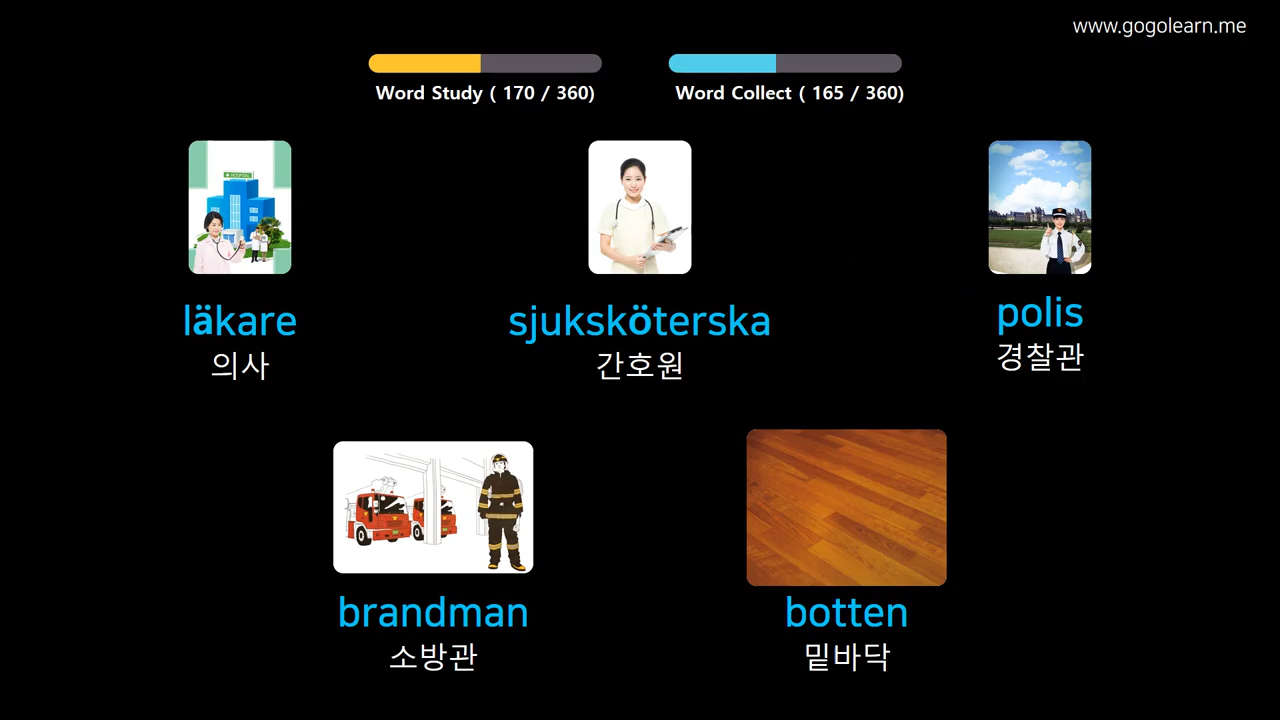 www.gogolearn.me
Word Study ( 170 / 360)
Word Collect ( 165 / 360)
HOSPITAL
läkare
의사
sjuksköterska
간호원
polis
경찰관
brandman
소방관
botten
밑바닥